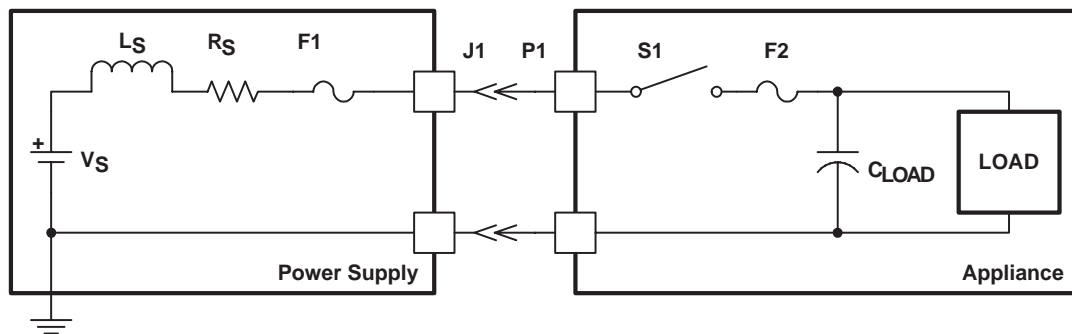 LS RS F1 J1 P1 S1 F2
+
VS
CLOAD
LOAD
Power Supply
Appliance